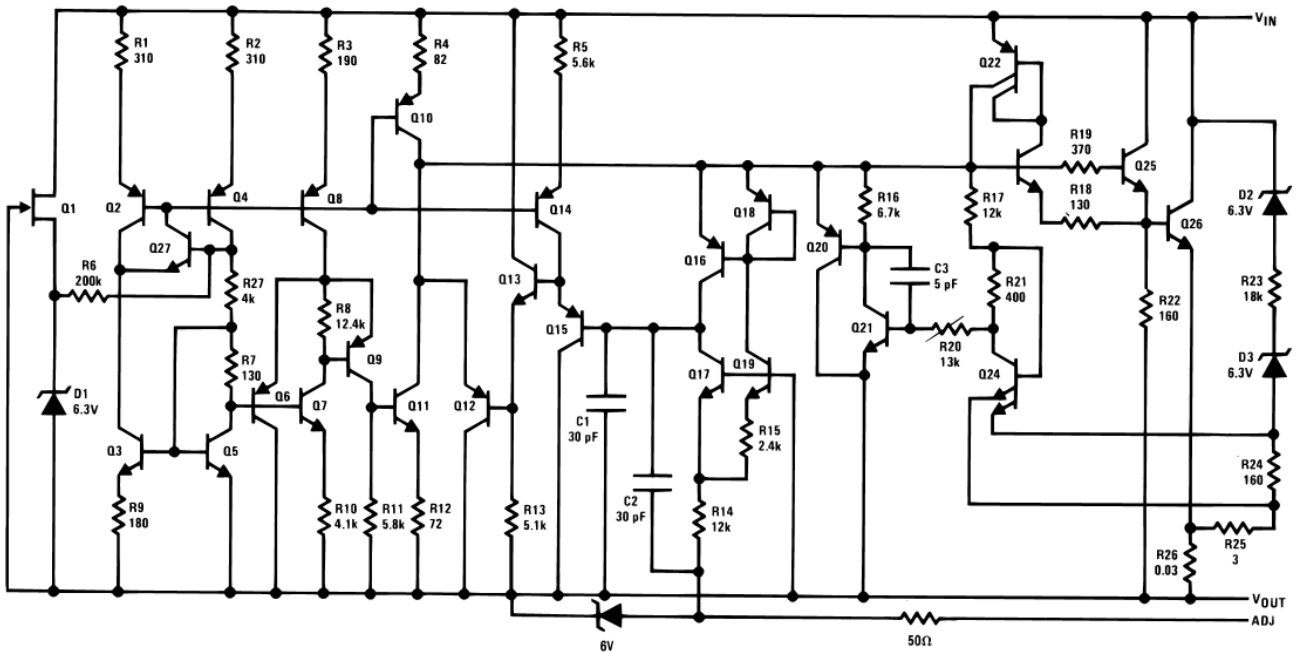 R1
310
R2
310
R3
190
R4
82
R5
5.6k
VIN
Q22
Q10
R19
370
Q25
R18
130
Q1
Q2
Q4
Q8
Q14
Q18
R16
6.7k
R17
12k
Q26
D2
6.3V
Q27
R6
200k
R27
4k
Q13
Q16
Q20
C3
5 pF
R21
400
R22
160
R23
18k
R8
12.4k
Q15
Q21
R20
13k
D1
6.3V
R7
130
Q9
Q17
Q19
Q24
D3
6.3V
Q6
Q7
Q11
Q12
C1
30 pF
R15
2.4k
Q3
Q5
R24
160
R9
180
R10
4.1k
R11
5.8k
R12
72
R13
5.1k
C2
30 pF
R14
12k
R26
0.03
R25
3
VOUT
ADJ
6V
50Ω